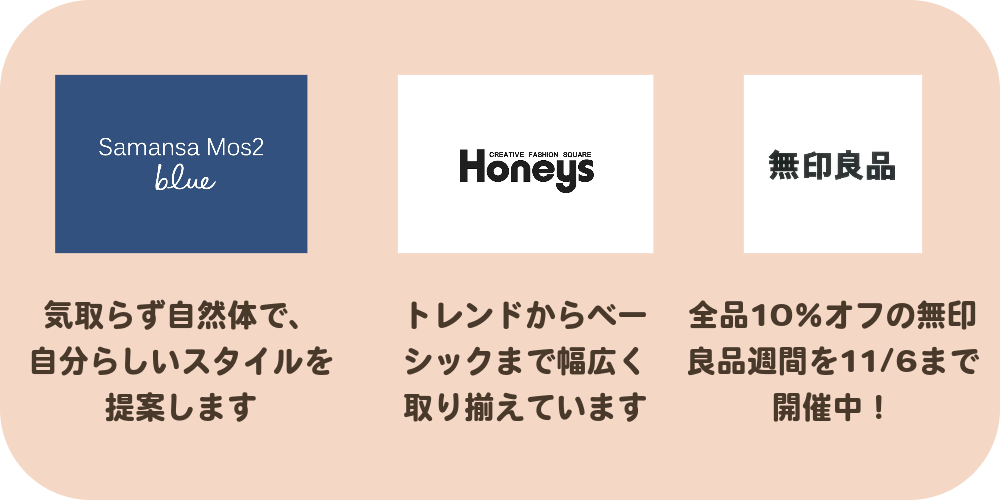 Samansa Mos2
blue
気取らず自然体で、
自分らしいスタイルを
提案します
CREATIVE FASHION SQUARE
Honeys
トレンドからベー
シックまで幅広く
取り揃えています
無印良品
全品10%オフの無印
良品週間を11/6まで
開催中！